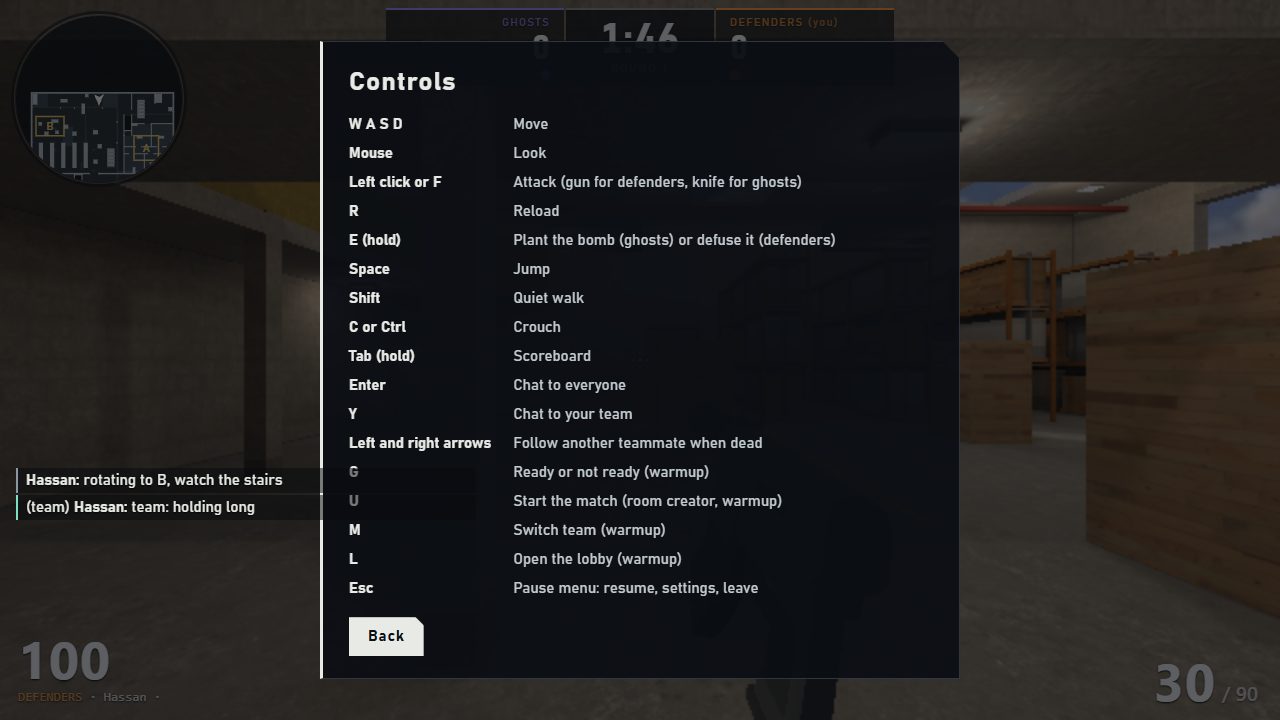 GHOSTS
0
1:46
DEFENDERS (you)
0
B
A
Controls
W A S D Move
Mouse Look
Left click or F Attack (gun for defenders, knife for ghosts)
R Reload
E (hold) Plant the bomb (ghosts) or defuse it (defenders)
Space Jump
Shift Quiet walk
C or Ctrl Crouch
Tab (hold) Scoreboard
Enter Chat to everyone
Y Chat to your team
Left and right arrows Follow another teammate when dead
G Ready or not ready (warmup)
U Start the match (room creator, warmup)
M Switch team (warmup)
L Open the lobby (warmup)
Esc Pause menu: resume, settings, leave
Back
Hassan: rotating to B, watch the stairs
(team) Hassan: team: holding long
100
DEFENDERS · Hassan ·
30 / 90